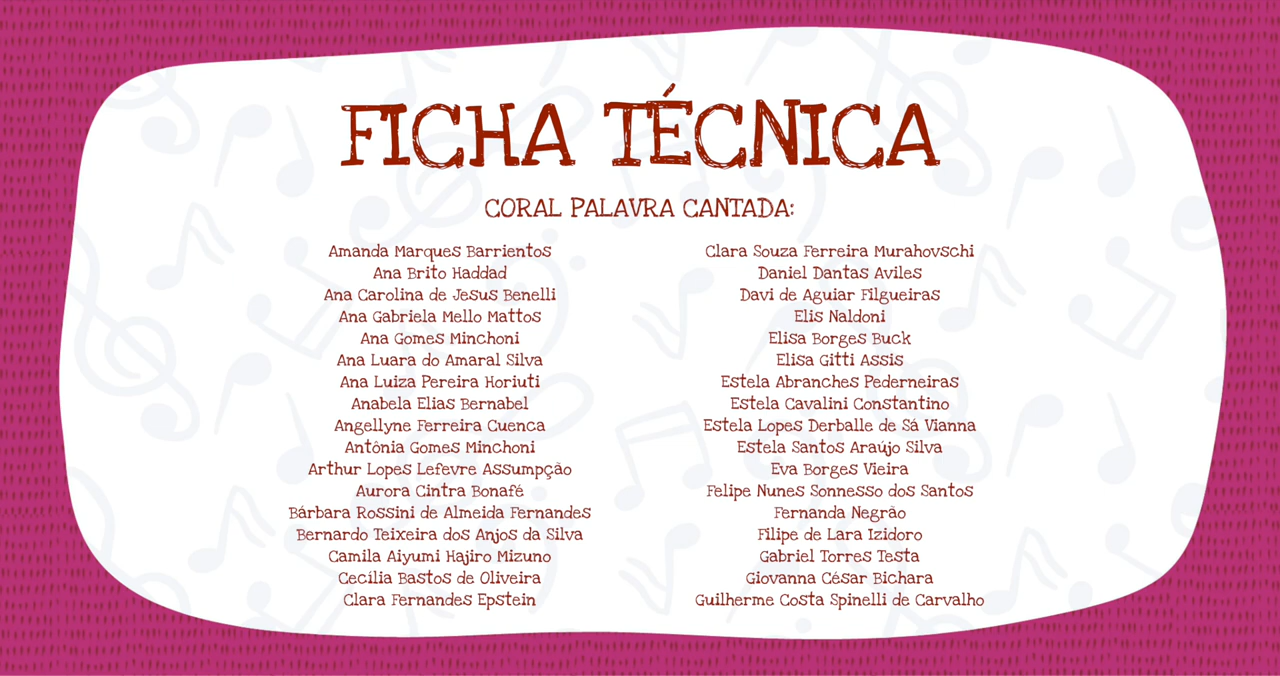 FICHA TÉCNICA
CORAL PALAVRA CANTADA:
Amanda Marques Barrientos
Ana Brito Haddad
Ana Carolina de Jesus Benelli
Ana Gabriela Mello Mattos
Ana Gomes Minchoni
Ana Luara do Amaral Silva
Ana Luiza Pereira Horiuti
Anabela Elias Bernabel
Angellyne Ferreira Cuenca
Antônia Gomes Minchoni
Arthur Lopes Lefevre Assumpção
Aurora Cintra Bonafé
Bárbara Rossini de Almeida Fernandes
Bernardo Teixeira dos Anjos da Silva
Camila Aiyumi Hajiro Mizuno
Cecília Bastos de Oliveira
Clara Fernandes Epstein
Clara Souza Ferreira Murahovschi
Daniel Dantas Aviles
Davi de Aguiar Filgueiras
Elis Naldoni
Elisa Borges Buck
Elisa Gitti Assis
Estela Abranches Pederneiras
Estela Cavalini Constantino
Estela Lopes Derballe de Sá Vianna
Estela Santos Araújo Silva
Eva Borges Vieira
Felipe Nunes Sonnesso dos Santos
Fernanda Negrão
Filipe de Lara Izidoro
Gabriel Torres Testa
Giovanna César Bichara
Guilherme Costa Spinelli de Carvalho